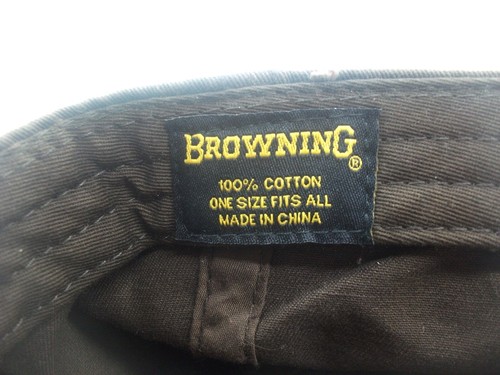 BROWNING®
100% COTTON
ONE SIZE FITS ALL
MADE IN CHINA